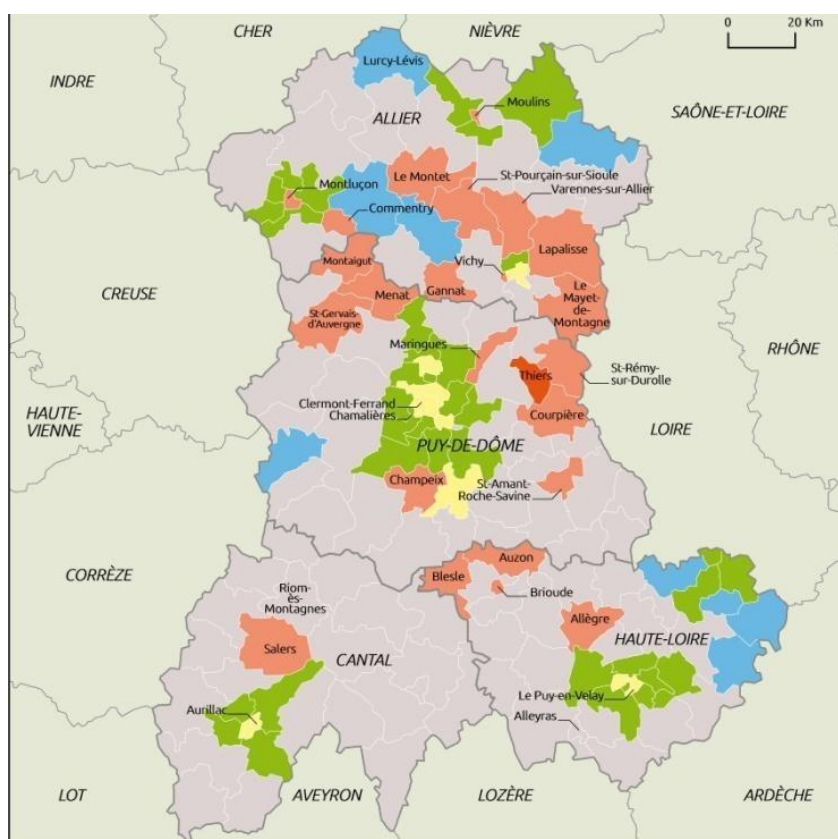 CHER
NIÈVRE
0 20 Km
INDRE
Lurcy-Lévis
Moulins
SAÔNE-ET-LOIRE
ALLIER
Le Montet
St-Pourçain-sur-Sioule
Montluçon
Varennes-sur-Allier
Commentry
Lapalisse
Montaigut
Vichy
CREUSE
Menat
Gannat
Le
Mayet-
de-
Montagne
St-Gervais
d'Auvergne
Maringues
RHÔNE
Thiers
St-Rémy
sur-Durolle
Clermont-Ferrand
Chamalières
HAUTE-
VIENNE
Courpière
LOIRE
PUY-DE-DÔME
Champeix
St-Amant
Roche-Savine
CORRÈZE
Auzon
Blesle
Riom-
ès-
Montagnes
Brioude
Allègre
HAUTE-LOIRE
Salers
CANTAL
Le Puy-en-Velay
Aurillac
Alleyras
LOT
AVEYRON
LOZÈRE
ARDÈCHE